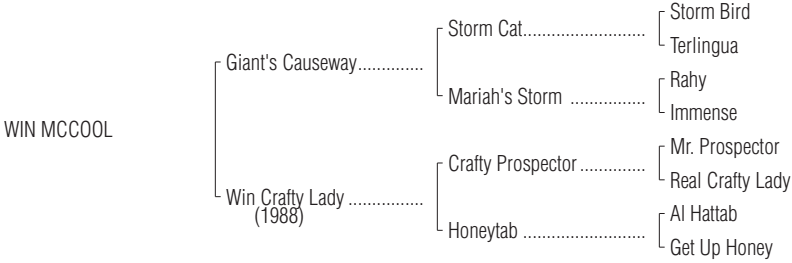 Storm Bird
Storm Cat..........................
Terlingua
Giant's Causeway..............
Rahy
Mariah's Storm ................
Immense
WIN MCCOOL
Mr. Prospector
Crafty Prospector ..............
Real Crafty Lady
Win Crafty Lady ................
(1988)
Al Hattab
Honeytab ..........................
Get Up Honey